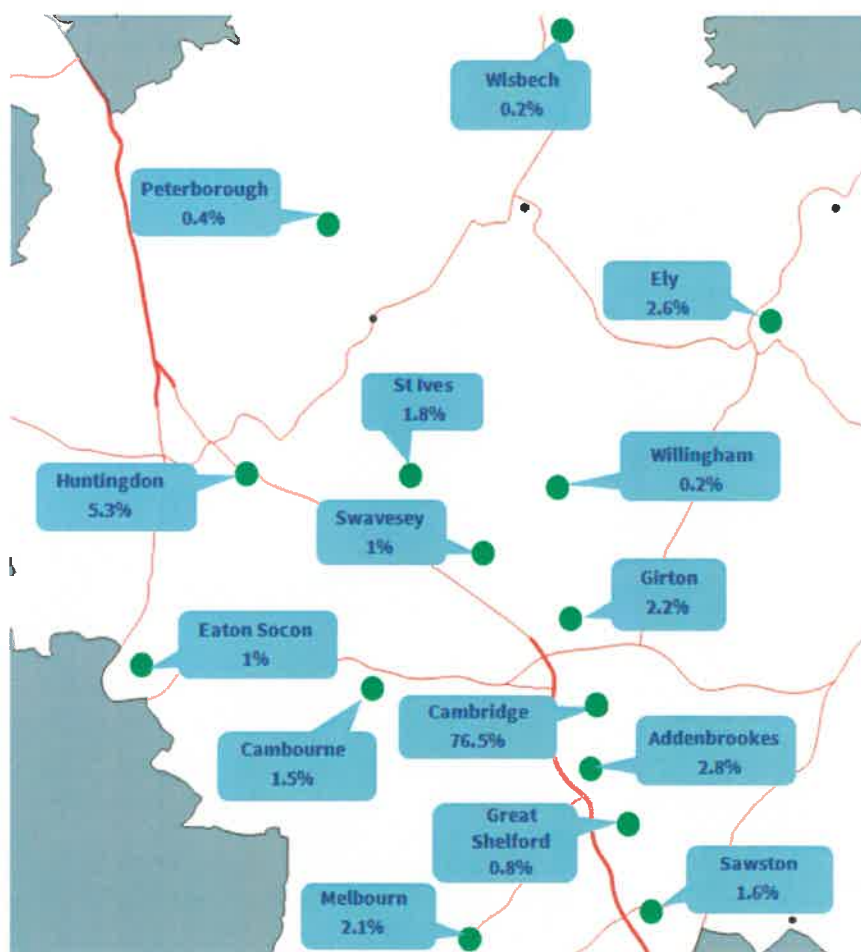 Wisbech
0.2%
Peterborough
0.4%
Ely
2.6%
St Ives
1.8%
Willingham
0.2%
Huntingdon
5.3%
Swavesey
1%
Girton
2.2%
Eaton Socon
1%
Cambridge
76.5%
Addenbrookes
2.8%
Cambourne
1.5%
Great
Shelford
0.8%
Sawston
1.6%
Melbourn
2.1%